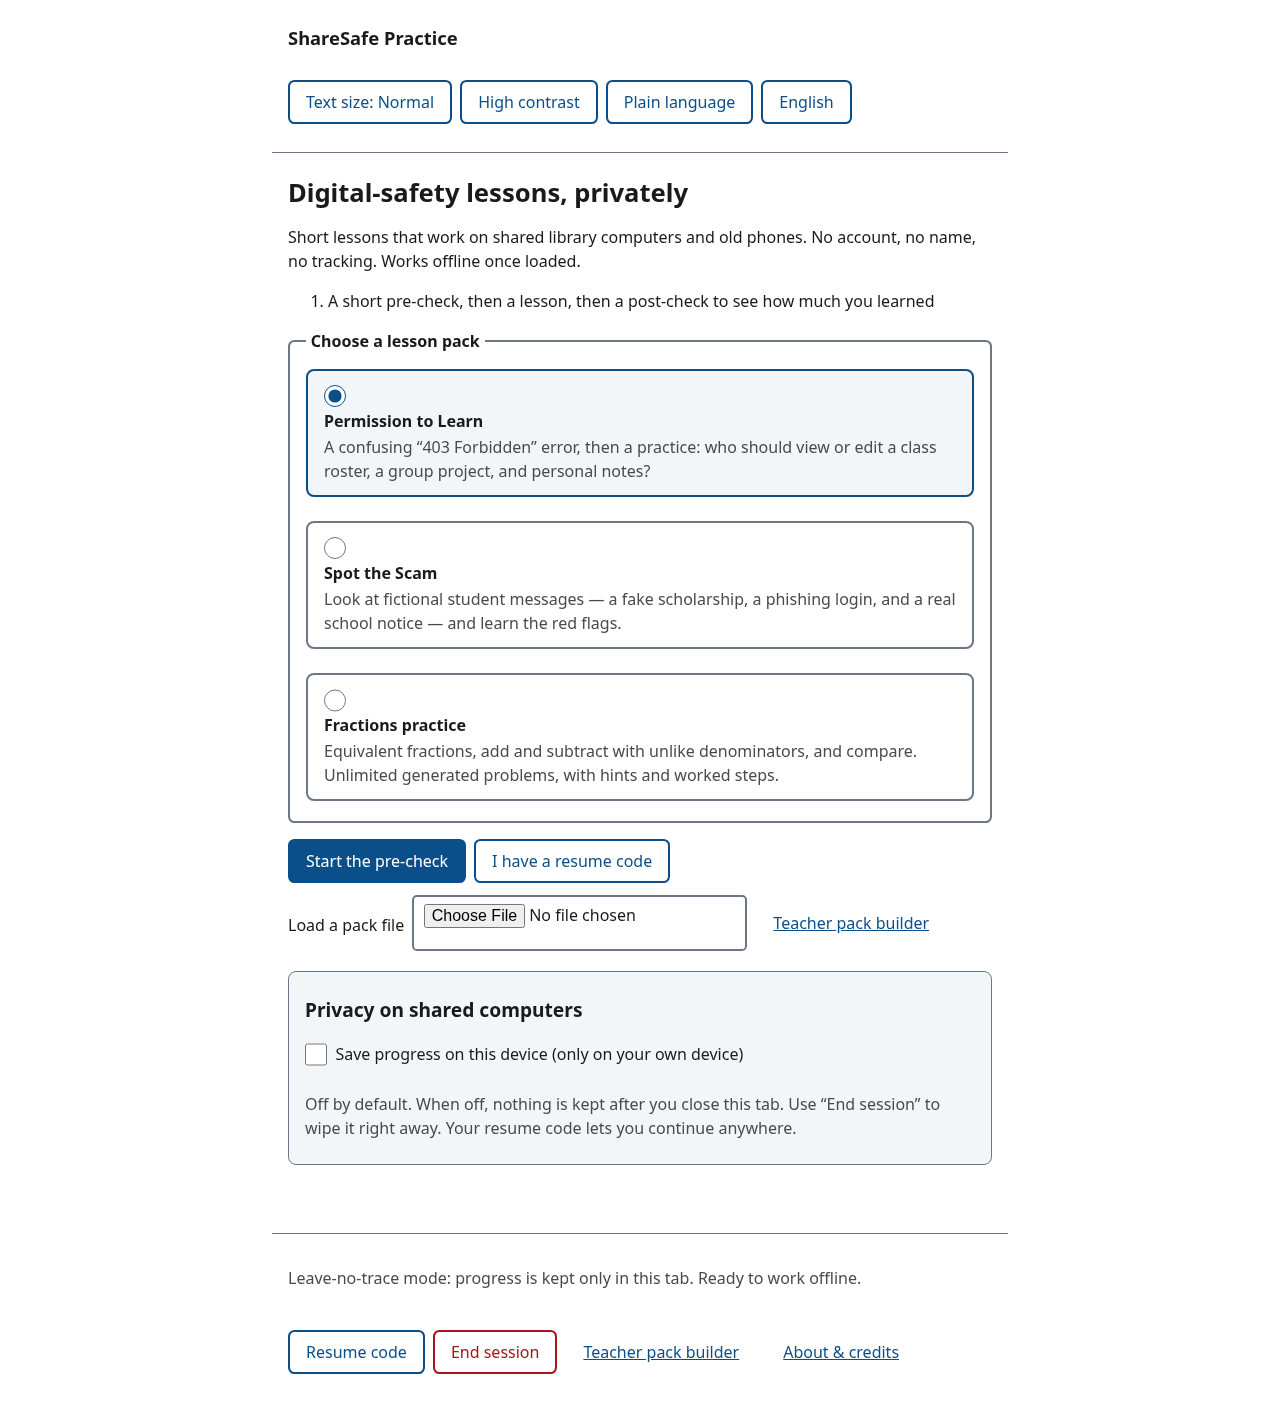 ShareSafe Practice
Text size: Normal
High contrast
Plain language
English
Digital-safety lessons, privately
Short lessons that work on shared library computers and old phones. No account, no name,
no tracking. Works offline once loaded.
1. A short pre-check, then a lesson, then a post-check to see how much you learned
Choose a lesson pack
Permission to Learn
A confusing “403 Forbidden” error, then a practice: who should view or edit a class
roster, a group project, and personal notes?
Spot the Scam
Look at fictional student messages — a fake scholarship, a phishing login, and a real
school notice — and learn the red flags.
Fractions practice
Equivalent fractions, add and subtract with unlike denominators, and compare.
Unlimited generated problems, with hints and worked steps.
Start the pre-check
I have a resume code
Load a pack file
Choose File No file chosen
Teacher pack builder
Privacy on shared computers
Save progress on this device (only on your own device)
Off by default. When off, nothing is kept after you close this tab. Use “End session” to
wipe it right away. Your resume code lets you continue anywhere.
Leave-no-trace mode: progress is kept only in this tab. Ready to work offline.
Resume code
End session
Teacher pack builder
About & credits